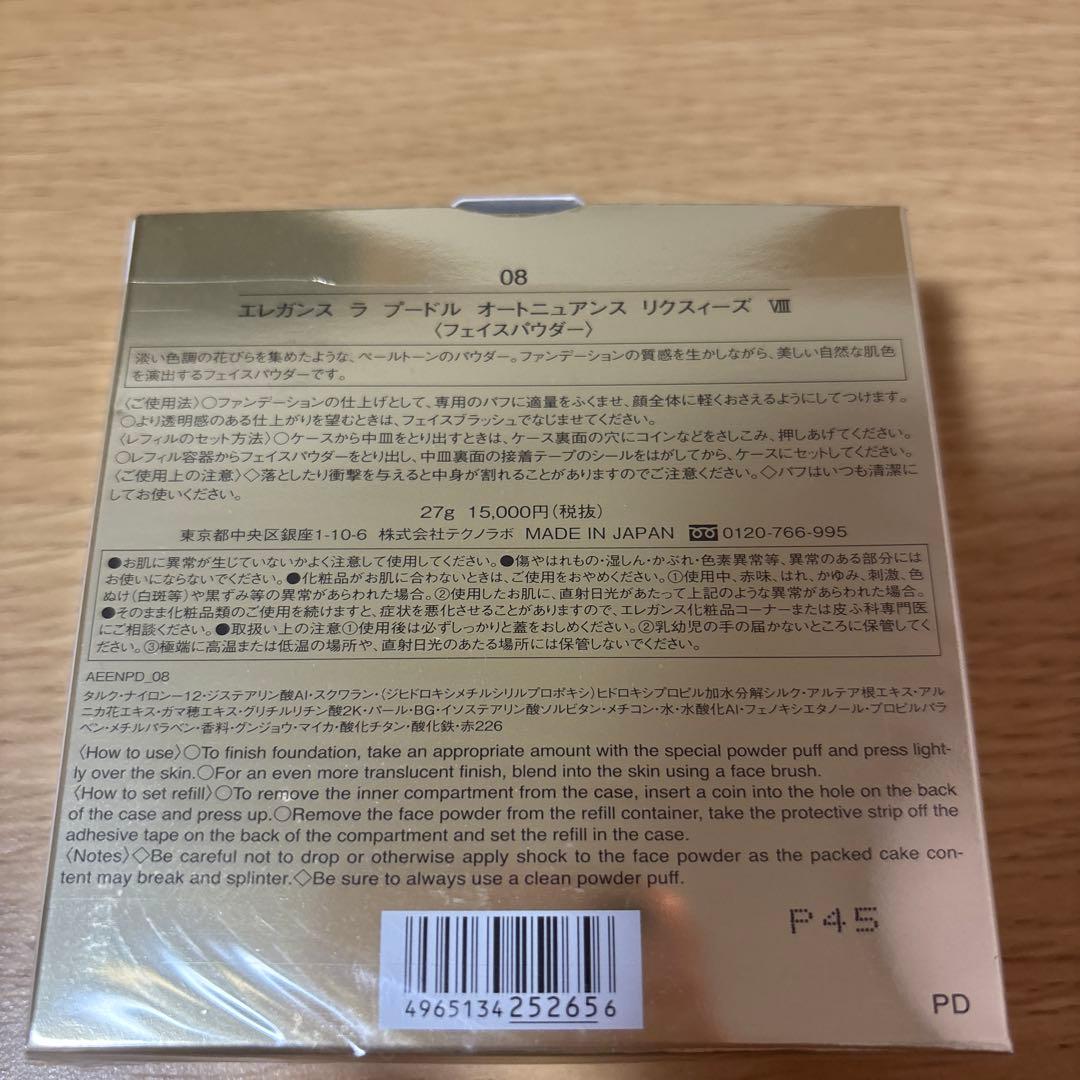 08
エレガンス ラ プードル オートニュアンス リクスィーズ Ⅷ
〈フェイスパウダー〉
淡い色調の花びらを集めたような、ペールトーンのパウダー。ファンデーションの質感を生かしながら、美しい自然な肌色
を演出するフェイスパウダーです。
〈ご使用法〉○ファンデーションの仕上げとして、専用のパフに適量をふくませ、顔全体に軽くおさえるようにしてつけます。
○より透明感のある仕上がりを望むときは、フェイスブラッシュでなじませてください。
〈レフィルのセット方法〉○ケースから中皿をとり出すときは、ケース裏面の穴にコインなどをさしこみ、押しあげてください。
○レフィル容器からフェイスパウダーをとり出し、中皿裏面の接着テープのシールをはがしてから、ケースにセットしてください。
〈ご使用上の注意〉◇落としたり衝撃を与えると中身が割れることがありますのでご注意ください。◇パフはいつも清潔に
してお使いください。
27g 15,000円(税抜)
東京都中央区銀座1-10-6 株式会社テクノラボ MADE IN JAPAN 0120-766-995
●お肌に異常が生じていないかよく注意して使用してください。●傷やはれもの・湿しん・かぶれ・色素異常等、異常のある部分には
お使いにならないでください。●化粧品がお肌に合わないときは、ご使用をおやめください。①使用中、赤味、はれ、かゆみ、刺激、色
ぬけ(白斑等)や黒ずみ等の異常があらわれた場合。②使用したお肌に、直射日光があたって上記のような異常があらわれた場合。
●そのまま化粧品類のご使用を続けますと、症状を悪化させることがありますので、エレガンス化粧品コーナーまたは皮ふ科専門医
にご相談ください。●取扱い上の注意①使用後は必ずしっかりと蓋をおしめください。②乳幼児の手の届かないところに保管してく
ださい。③極端に高温または低温の場所や、直射日光のあたる場所には保管しないでください。
AEENPD_08
タルク・ナイロン-12・ジステアリン酸Al・スクワラン・(ジヒドロキシメチルシリルプロポキシ)ヒドロキシプロピル加水分解シルク・アルテア根エキス・アル
ニカ花エキス・ガマ穂エキス・グリチルリチン酸2K・パール・BG・イソステアリン酸ソルビタン・メチコン・水・水酸化Al・フェノキシエタノール・プロピルパラ
ベン・メチルパラベン・香料・グンジョウ・マイカ・酸化チタン・酸化鉄・赤226
〈How to use〉○To finish foundation, take an appropriate amount with the special powder puff and press light-
ly over the skin.○For an even more translucent finish, blend into the skin using a face brush.
〈How to set refill〉○To remove the inner compartment from the case, insert a coin into the hole on the back
of the case and press up.○Remove the face powder from the refill container, take the protective strip off the
adhesive tape on the back of the compartment and set the refill in the case.
〈Notes〉◇Be careful not to drop or otherwise apply shock to the face powder as the packed cake con-
tent may break and splinter.◇Be sure to always use a clean powder puff.
P45
4965134252656
PD